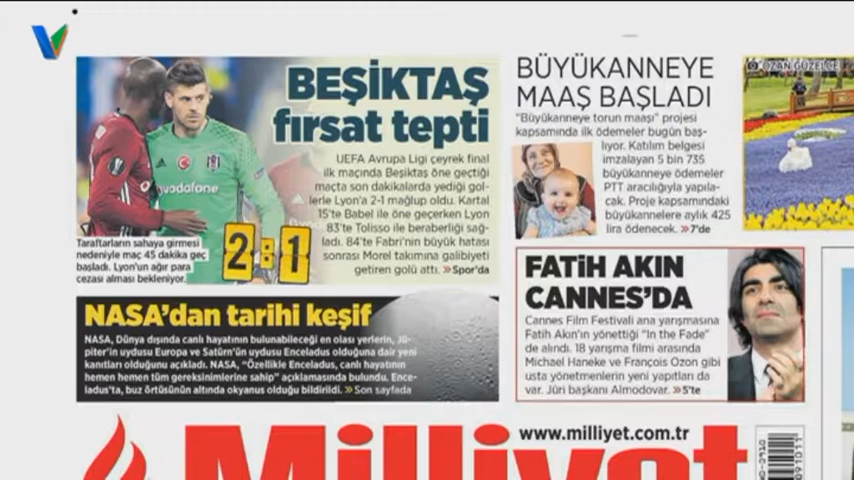 BEŞİKTAŞ
fırsat tepti
UEFA Avrupa Ligi çeyrek final
ilk maçında Beşiktaş öne geçtiği
maçta son dakikalarda yediği gol-
lerle Lyon'a 2-1 mağlup oldu. Kartal
15'te Babel ile öne geçerken Lyon
83'te Tolisso ile beraberliği sağ-
ladı. 84'te Fabri'nin büyük hatası
sonrası Morel takımına galibiyeti
getiren golü attı. »Spor'da
vodafone
2:1
Taraftarların sahaya girmesi
nedeniyle maç 45 dakika geç
başladı. Lyon'un ağır para
cezası alması bekleniyor.
BÜYÜKANNEYE
MAAŞ BAŞLADI
"Büyükanneye torun maaşı" projesi
kapsamında ilk ödemeler bugün baş-
lıyor. Katılım belgesi
imzalayan 5 bin 735
büyükanneye ödemeler
PTT aracılığıyla yapıla-
cak. Proje kapsamındaki
büyükannelere aylık 425
lira ödenecek. »7'de
OZAN GÜZELCE
NASA'dan tarihi keşif
NASA, Dünya dışında canlı hayatının bulunabileceği en olası yerlerin, Jü-
piter'in uydusu Europa ve Satürn'ün uydusu Enceladus olduğuna dair yeni
kanıtları olduğunu açıkladı. NASA, "Özellikle Enceladus, canlı hayatının
hemen hemen tüm gereksinimlerine sahip" açıklamasında bulundu. Ence-
ladus'ta, buz örtüsünün altında okyanus olduğu bildirildi. »Son sayfada
FATİH AKIN
CANNES'DA
Cannes Film Festivali ana yarışmasına
Fatih Akın'ın yönettiği "In the Fade"
de alındı. 18 yarışma filmi arasında
Michael Haneke ve François Ozon gibi
usta yönetmenlerin yeni yapıtları da
var. Jüri başkanı Almodovar. »5'te
www.milliyet.com.tr
Milliyet